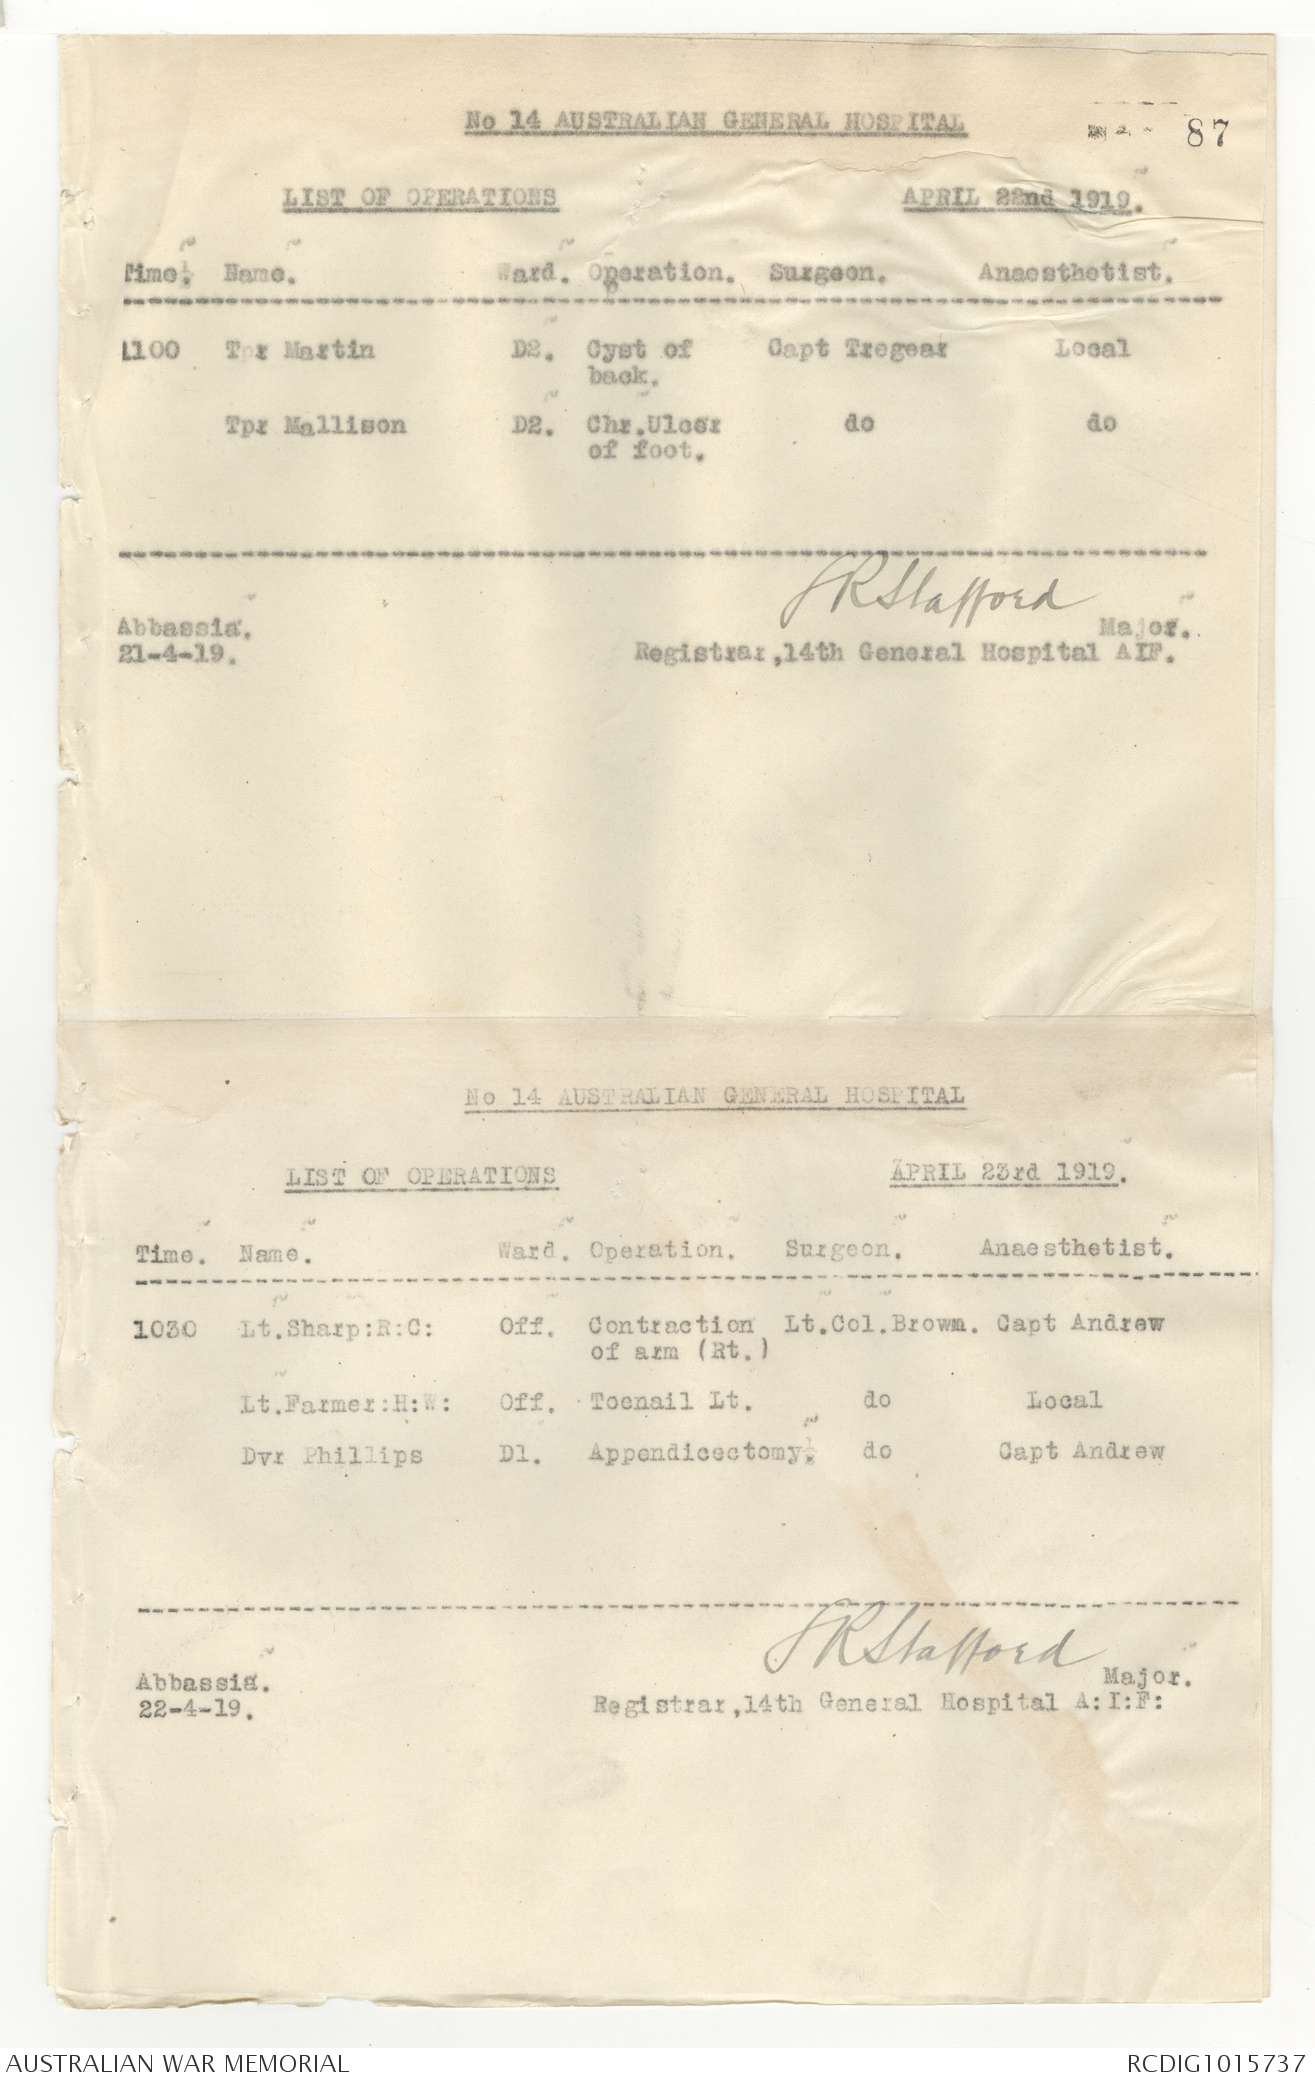 No 14 AUSTRALIAN GENERAL HOSPITAL
87
LIST OF OPERATIONS APRIL 22nd 1919.
Time. Name. Ward. Operation. Surgeon. Anaesthetist.
1100 Tpr Martin D2. Cyst of Capt Tregear Local
back.
Tpr Mallison D2. Chr.Ulcer do do
of foot.
SRStafford
Abbassia. Major.
21-4-19. Registrar,14th General Hospital AIF.
No 14 AUSTRALIAN GENERAL HOSPITAL
LIST OF OPERATIONS APRIL 23rd 1919.
Time. Name. Ward. Operation. Surgeon. Anaesthetist.
1030 Lt.Sharp:R:C: Off. Contraction Lt.Col.Brown. Capt Andrew
of arm (Rt.)
Lt.Farmer:H:W: Off. Toenail Lt. do Local
Dvr Phillips D1. Appendicectomy. do Capt Andrew
SRStafford
Abbassia. Major.
22-4-19. Registrar,14th General Hospital A:I:F:
AUSTRALIAN WAR MEMORIAL RCDIG1015737